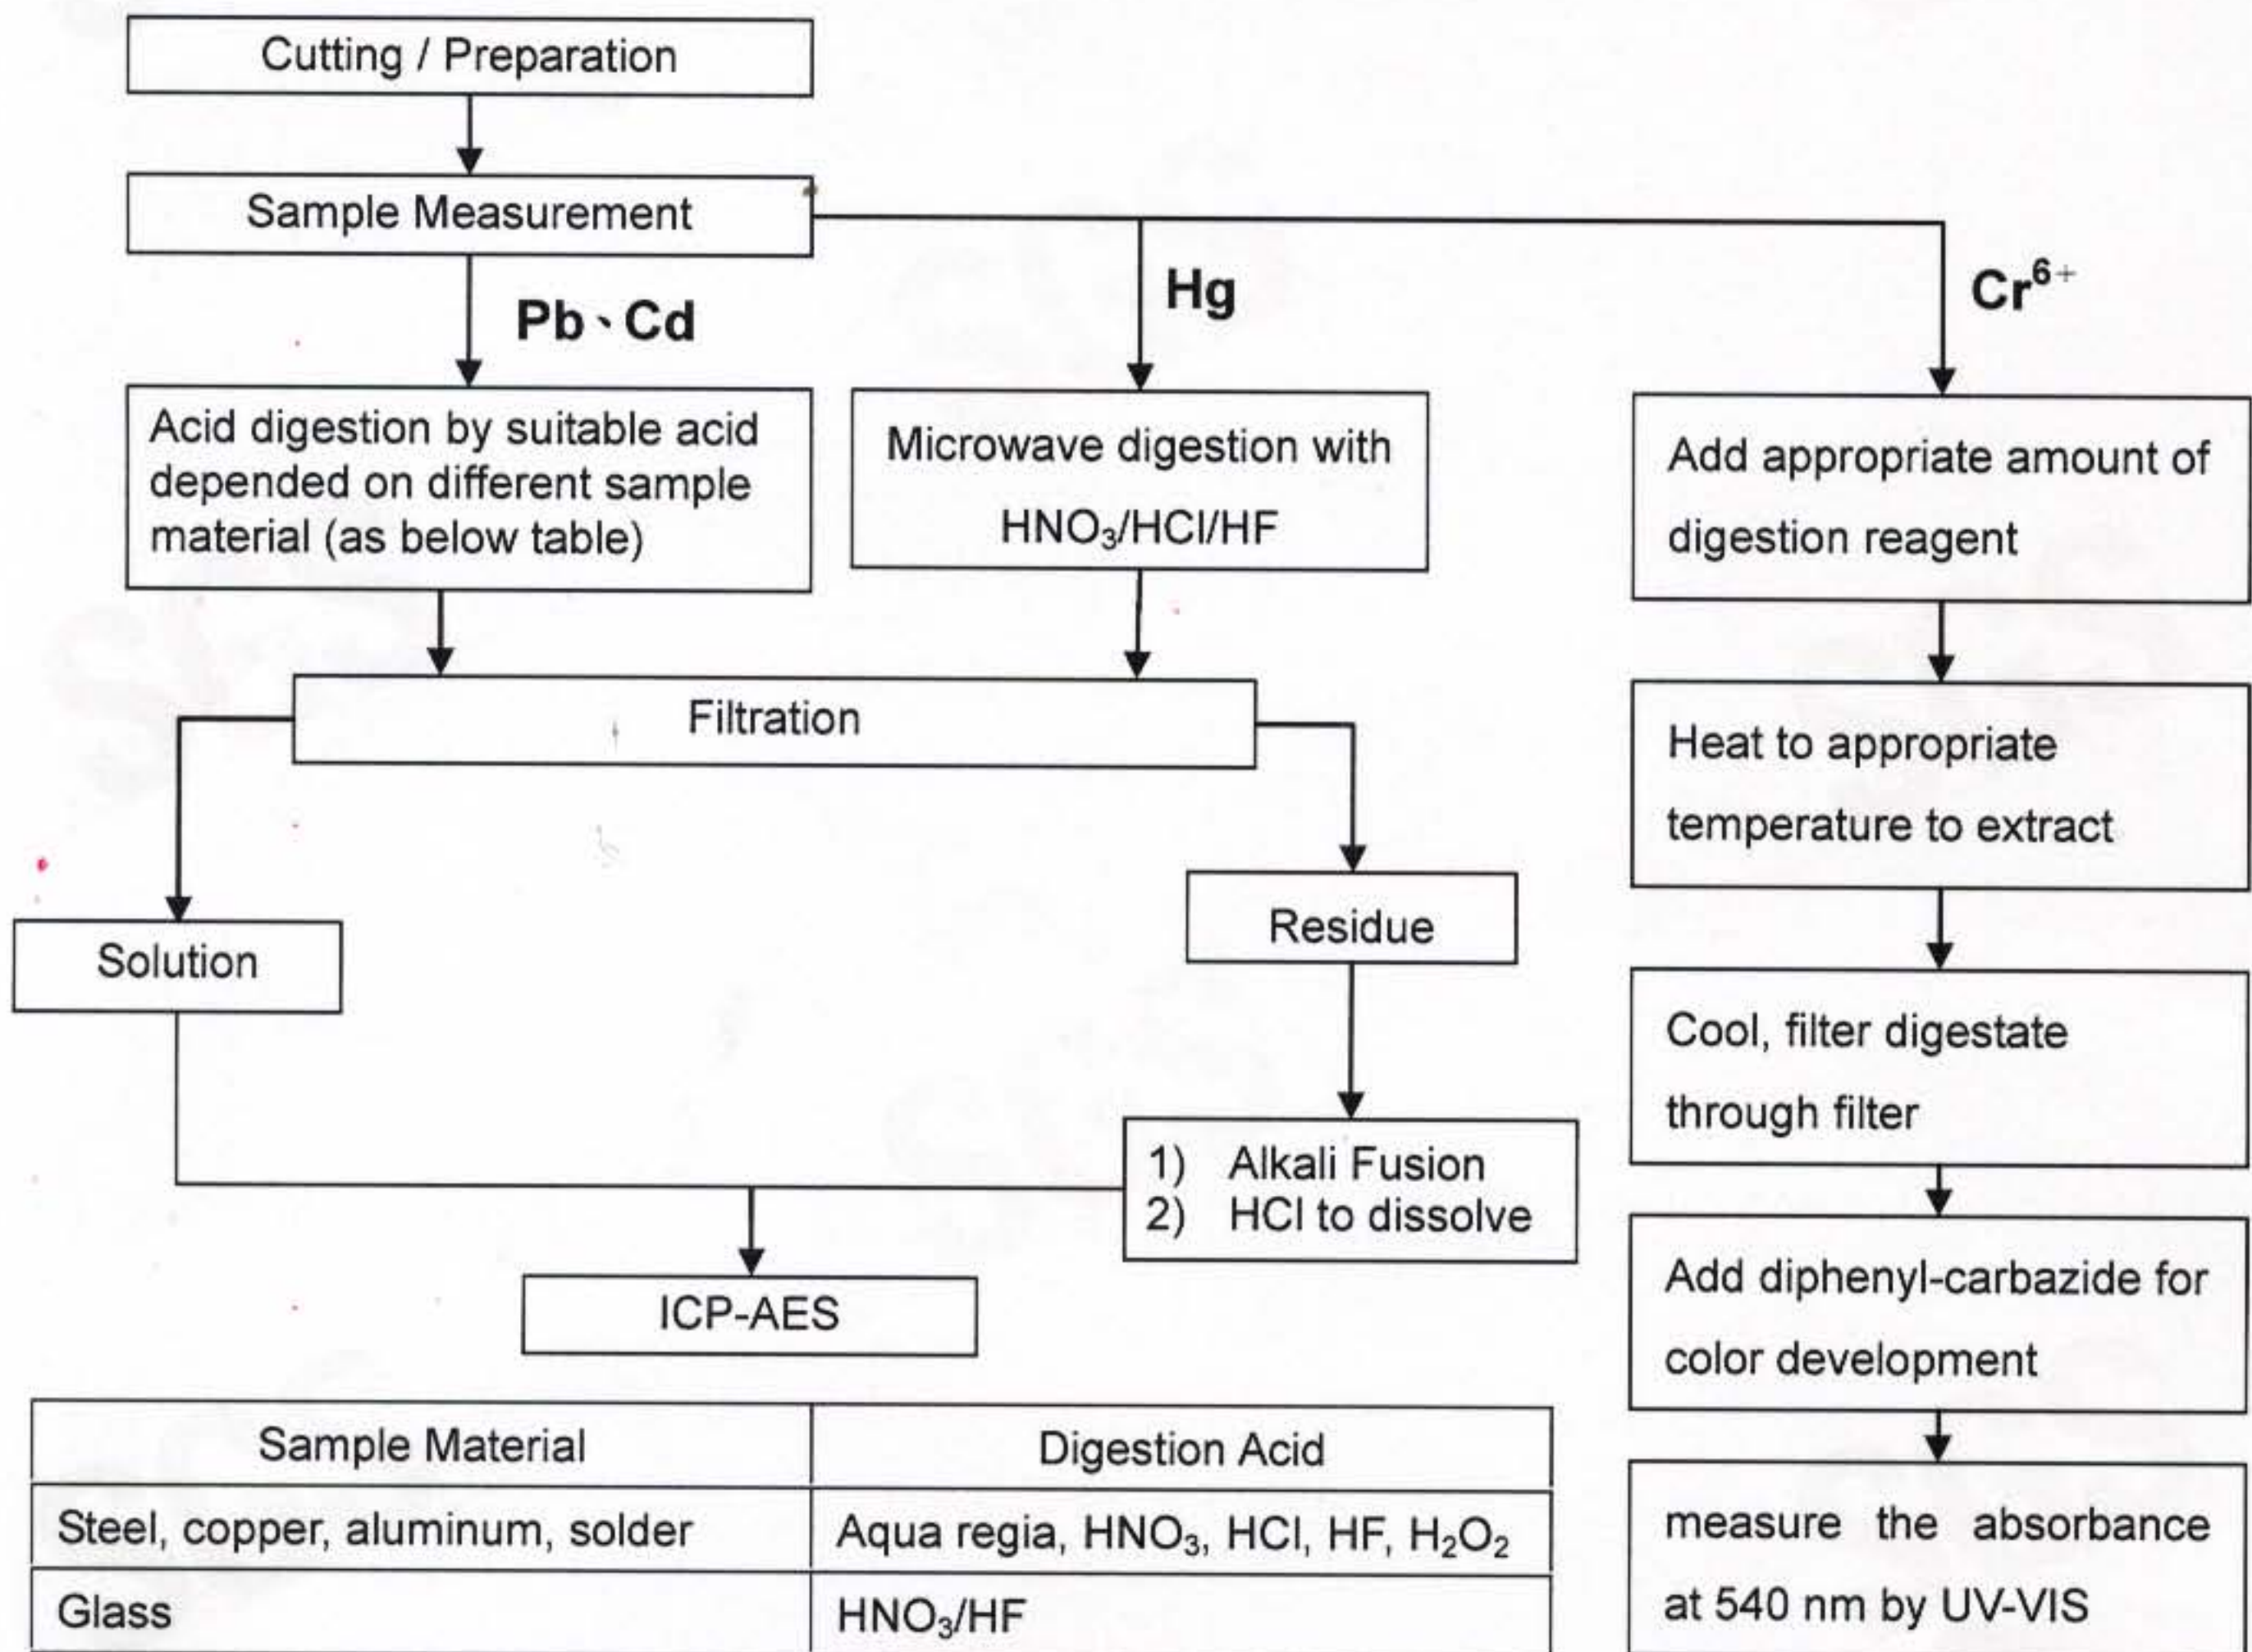 Cutting / Preparation
Sample Measurement
Pb、Cd
Hg
Cr⁶⁺
Acid digestion by suitable acid
depended on different sample
material (as below table)
Microwave digestion with
HNO₃/HCl/HF
Add appropriate amount of
digestion reagent
Filtration
Heat to appropriate
temperature to extract
Solution
Residue
Cool, filter digestate
through filter
1) Alkali Fusion
2) HCl to dissolve
ICP-AES
Add diphenyl-carbazide for
color development
measure the absorbance
at 540 nm by UV-VIS
Sample Material
Digestion Acid
Steel, copper, aluminum, solder
Aqua regia, HNO₃, HCl, HF, H₂O₂
Glass
HNO₃/HF